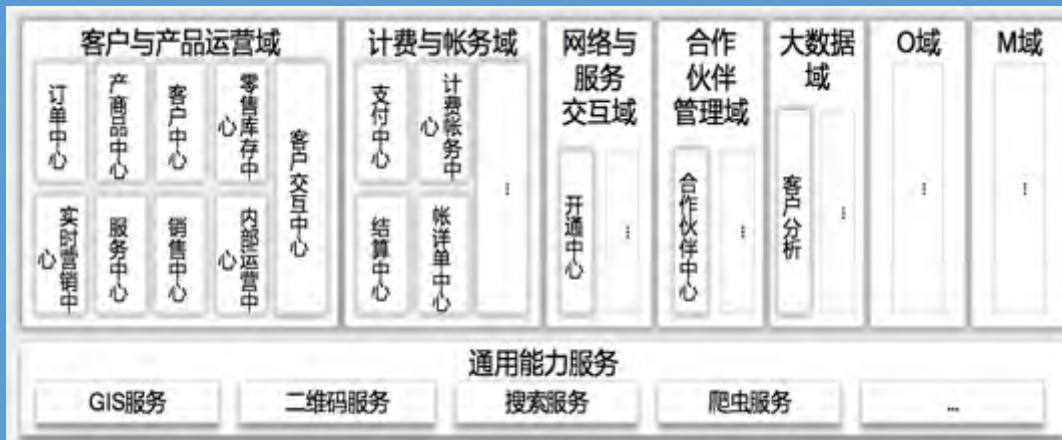 客户与产品运营域
订单中心
产商品中心
客户中心
零售库存中心
客户交互中心
实时营销中心
服务中心
销售中心
内部运营中心
计费与帐务域
支付中心
计费帐务中心
...
结算中心
帐详单中心
网络与
服务
交互域
开通中心
...
合作
伙伴
管理域
合作伙伴中心
...
大数据
域
客户分析
...
O域
...
M域
...
通用能力服务
GIS服务
二维码服务
搜索服务
爬虫服务
...